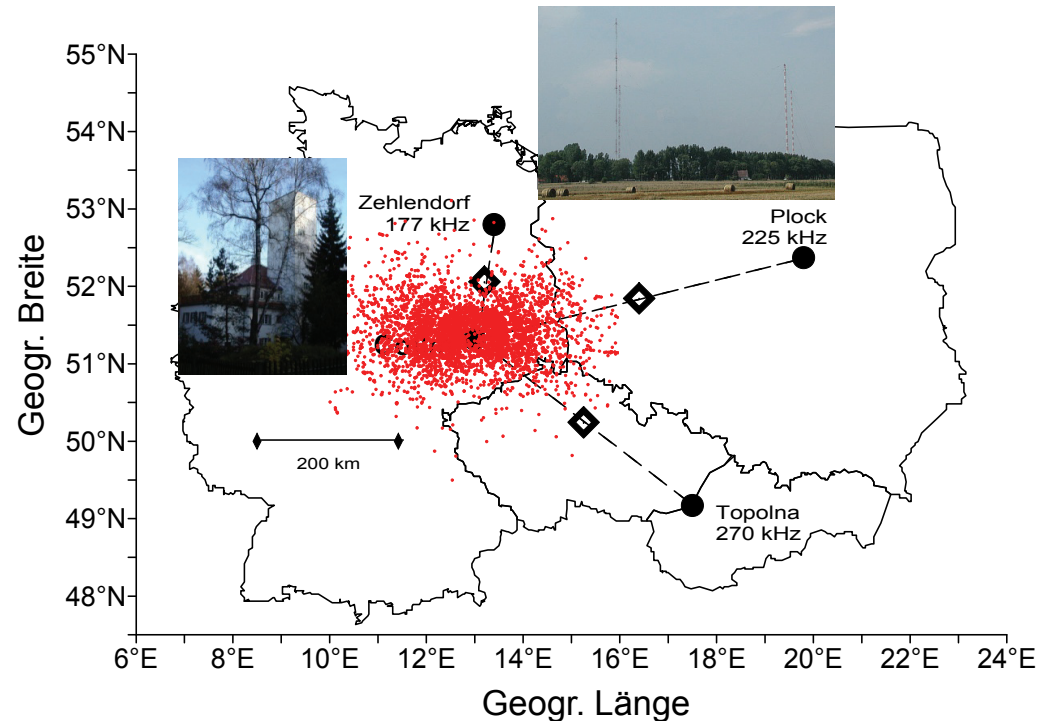 55°N
54°N
53°N
52°N
51°N
50°N
49°N
48°N
Geogr. Breite
Zehlendorf
177 kHz
Plock
225 kHz
200 km
Topolna
270 kHz
6°E
8°E
10°E
12°E
14°E
16°E
18°E
20°E
22°E
24°E
Geogr. Länge